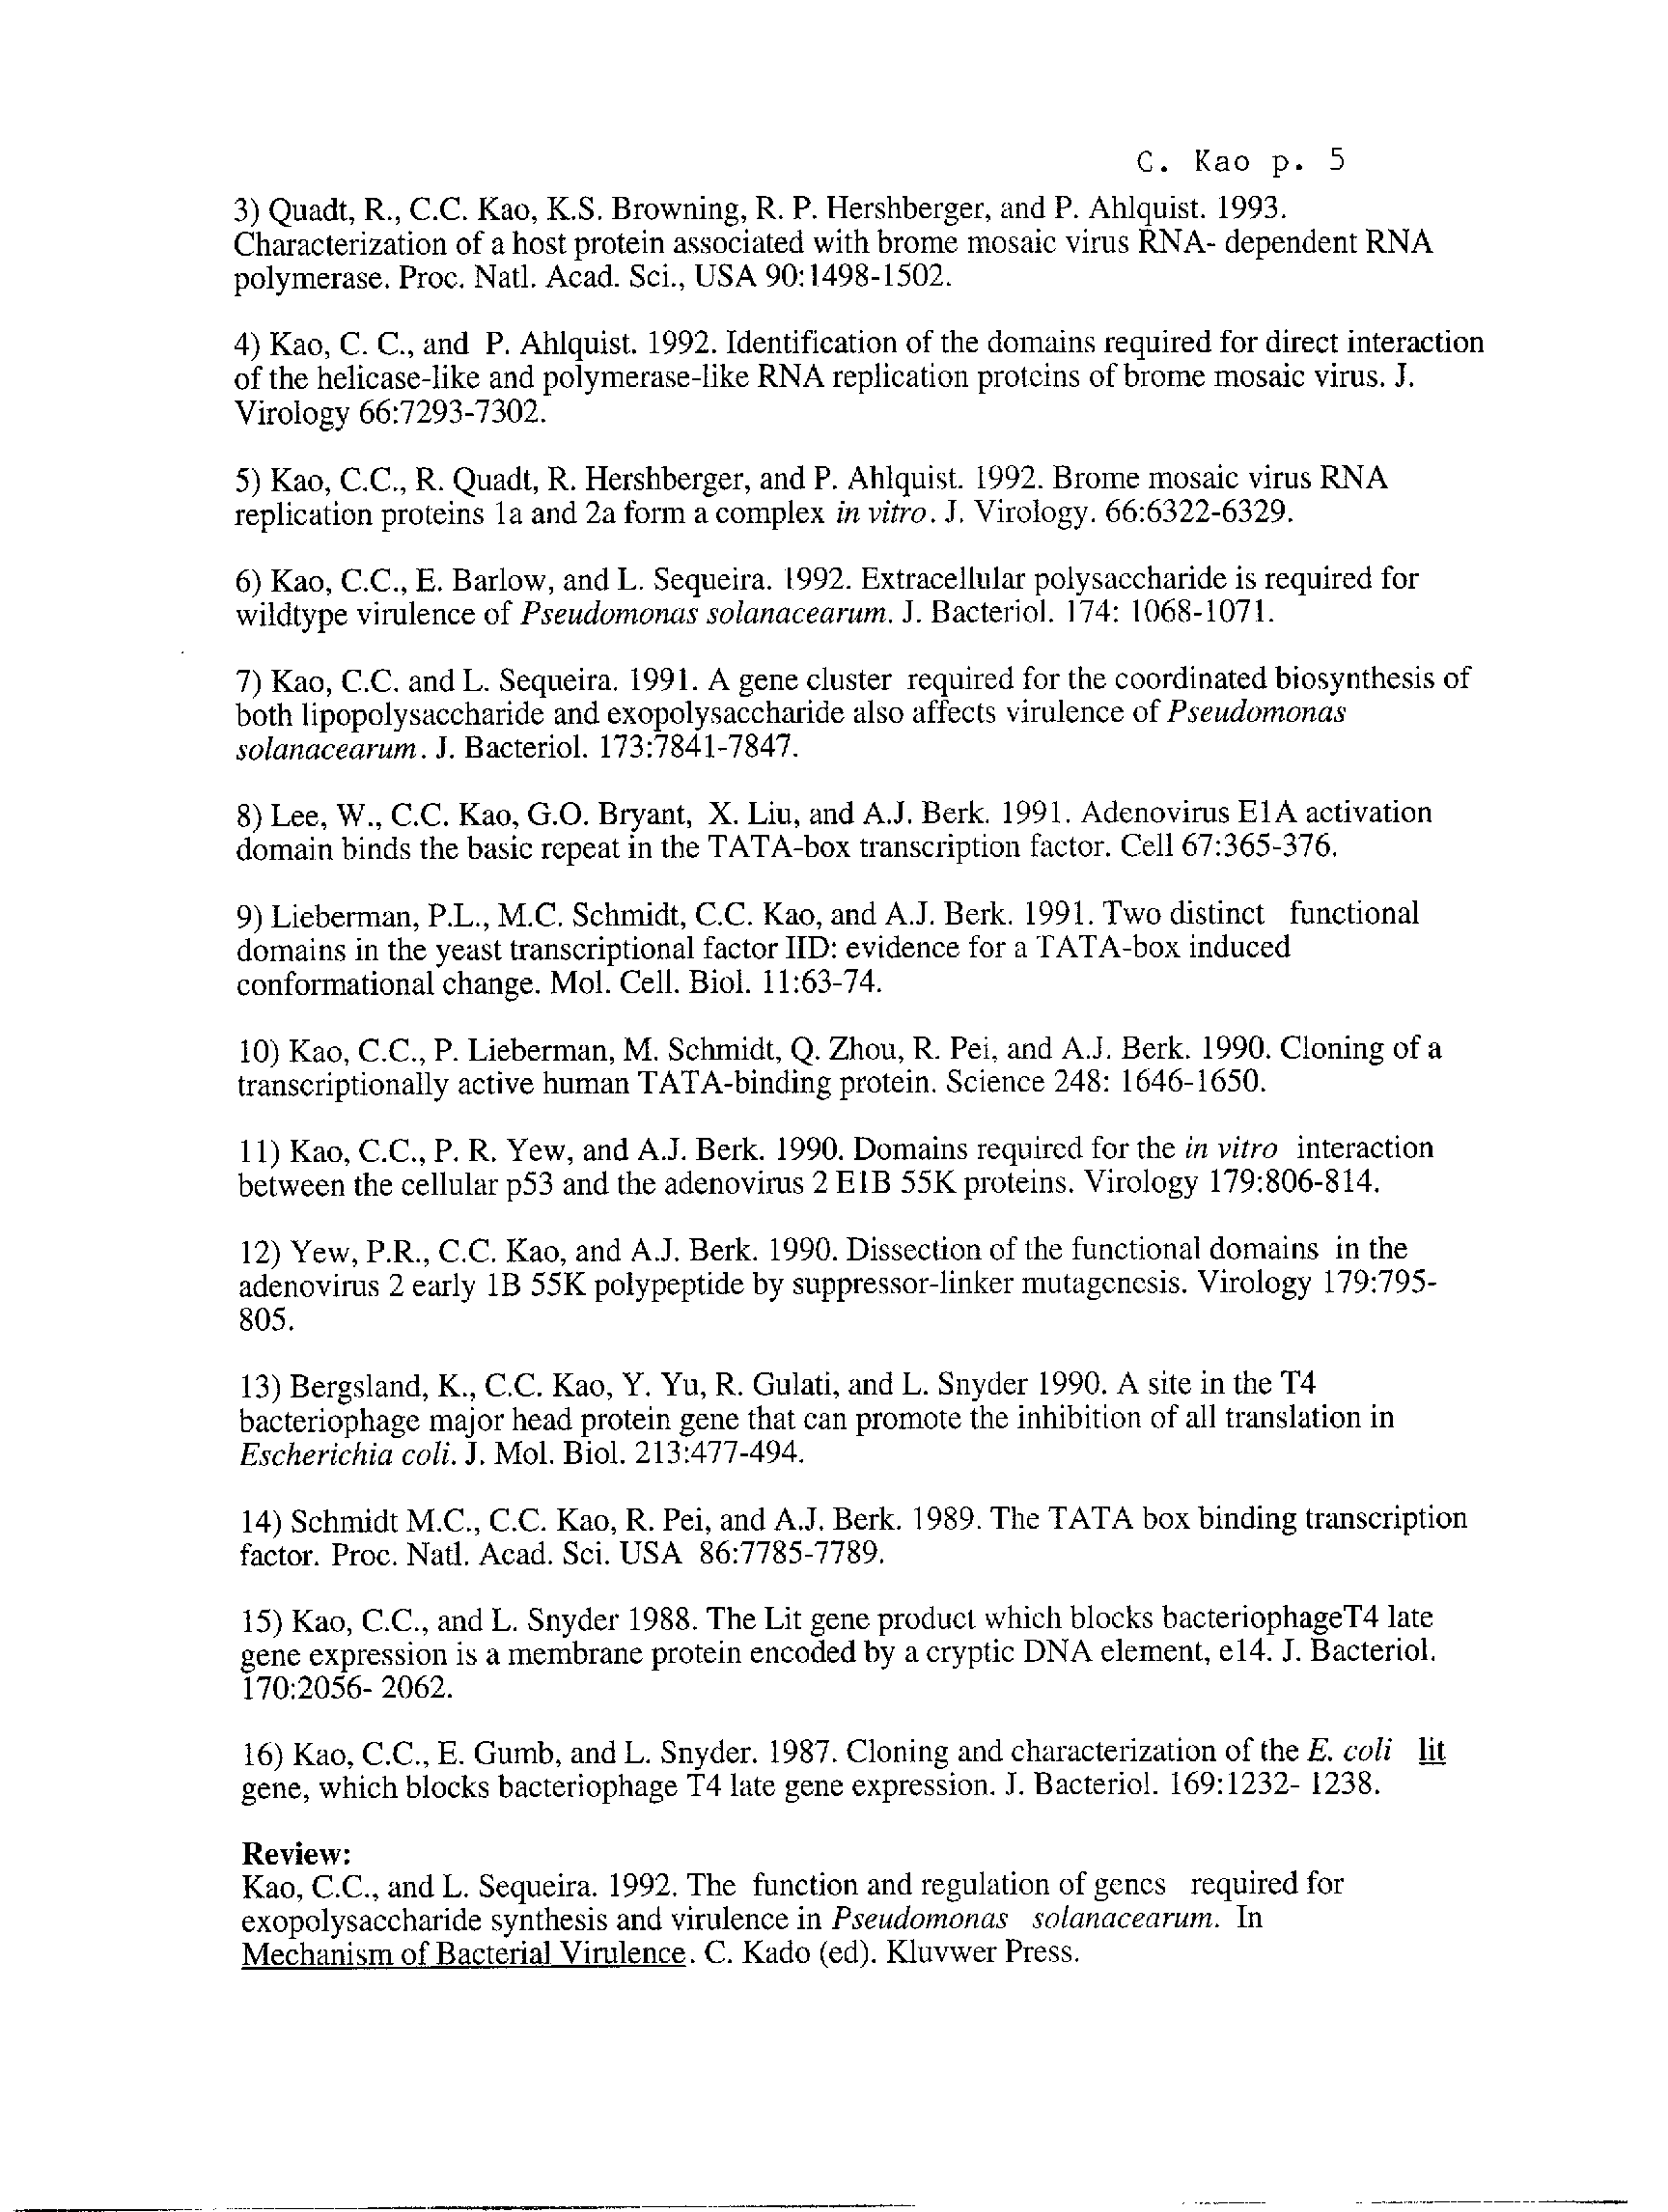 C. Kao p. 5
3) Quadt, R., C.C. Kao, K.S. Browning, R. P. Hershberger, and P. Ahlquist. 1993.
Characterization of a host protein associated with brome mosaic virus RNA- dependent RNA
polymerase. Proc. Natl. Acad. Sci., USA 90:1498-1502.
4) Kao, C. C., and P. Ahlquist. 1992. Identification of the domains required for direct interaction
of the helicase-like and polymerase-like RNA replication proteins of brome mosaic virus. J.
Virology 66:7293-7302.
5) Kao, C.C., R. Quadt, R. Hershberger, and P. Ahlquist. 1992. Brome mosaic virus RNA
replication proteins 1a and 2a form a complex in vitro. J. Virology. 66:6322-6329.
6) Kao, C.C., E. Barlow, and L. Sequeira. 1992. Extracellular polysaccharide is required for
wildtype virulence of Pseudomonas solanacearum. J. Bacteriol. 174: 1068-1071.
7) Kao, C.C. and L. Sequeira. 1991. A gene cluster required for the coordinated biosynthesis of
both lipopolysaccharide and exopolysaccharide also affects virulence of Pseudomonas
solanacearum. J. Bacteriol. 173:7841-7847.
8) Lee, W., C.C. Kao, G.O. Bryant, X. Liu, and A.J. Berk. 1991. Adenovirus E1A activation
domain binds the basic repeat in the TATA-box transcription factor. Cell 67:365-376.
9) Lieberman, P.L., M.C. Schmidt, C.C. Kao, and A.J. Berk. 1991. Two distinct functional
domains in the yeast transcriptional factor IID: evidence for a TATA-box induced
conformational change. Mol. Cell. Biol. 11:63-74.
10) Kao, C.C., P. Lieberman, M. Schmidt, Q. Zhou, R. Pei, and A.J. Berk. 1990. Cloning of a
transcriptionally active human TATA-binding protein. Science 248: 1646-1650.
11) Kao, C.C., P. R. Yew, and A.J. Berk. 1990. Domains required for the in vitro interaction
between the cellular p53 and the adenovirus 2 E1B 55K proteins. Virology 179:806-814.
12) Yew, P.R., C.C. Kao, and A.J. Berk. 1990. Dissection of the functional domains in the
adenovirus 2 early 1B 55K polypeptide by suppressor-linker mutagenesis. Virology 179:795-
805.
13) Bergsland, K., C.C. Kao, Y. Yu, R. Gulati, and L. Snyder 1990. A site in the T4
bacteriophage major head protein gene that can promote the inhibition of all translation in
Escherichia coli. J. Mol. Biol. 213:477-494.
14) Schmidt M.C., C.C. Kao, R. Pei, and A.J. Berk. 1989. The TATA box binding transcription
factor. Proc. Natl. Acad. Sci. USA 86:7785-7789.
15) Kao, C.C., and L. Snyder 1988. The Lit gene product which blocks bacteriophageT4 late
gene expression is a membrane protein encoded by a cryptic DNA element, e14. J. Bacteriol.
170:2056- 2062.
16) Kao, C.C., E. Gumb, and L. Snyder. 1987. Cloning and characterization of the E. coli lit
gene, which blocks bacteriophage T4 late gene expression. J. Bacteriol. 169:1232- 1238.
Review:
Kao, C.C., and L. Sequeira. 1992. The function and regulation of genes required for
exopolysaccharide synthesis and virulence in Pseudomonas solanacearum. In
Mechanism of Bacterial Virulence. C. Kado (ed). Kluvwer Press.